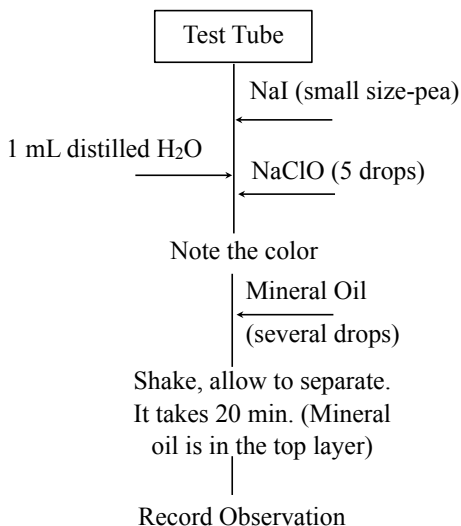 Test Tube
NaI (small size-pea)
1 mL distilled H₂O
NaClO (5 drops)
Note the color
Mineral Oil
(several drops)
Shake, allow to separate.
It takes 20 min. (Mineral
oil is in the top layer)
Record Observation